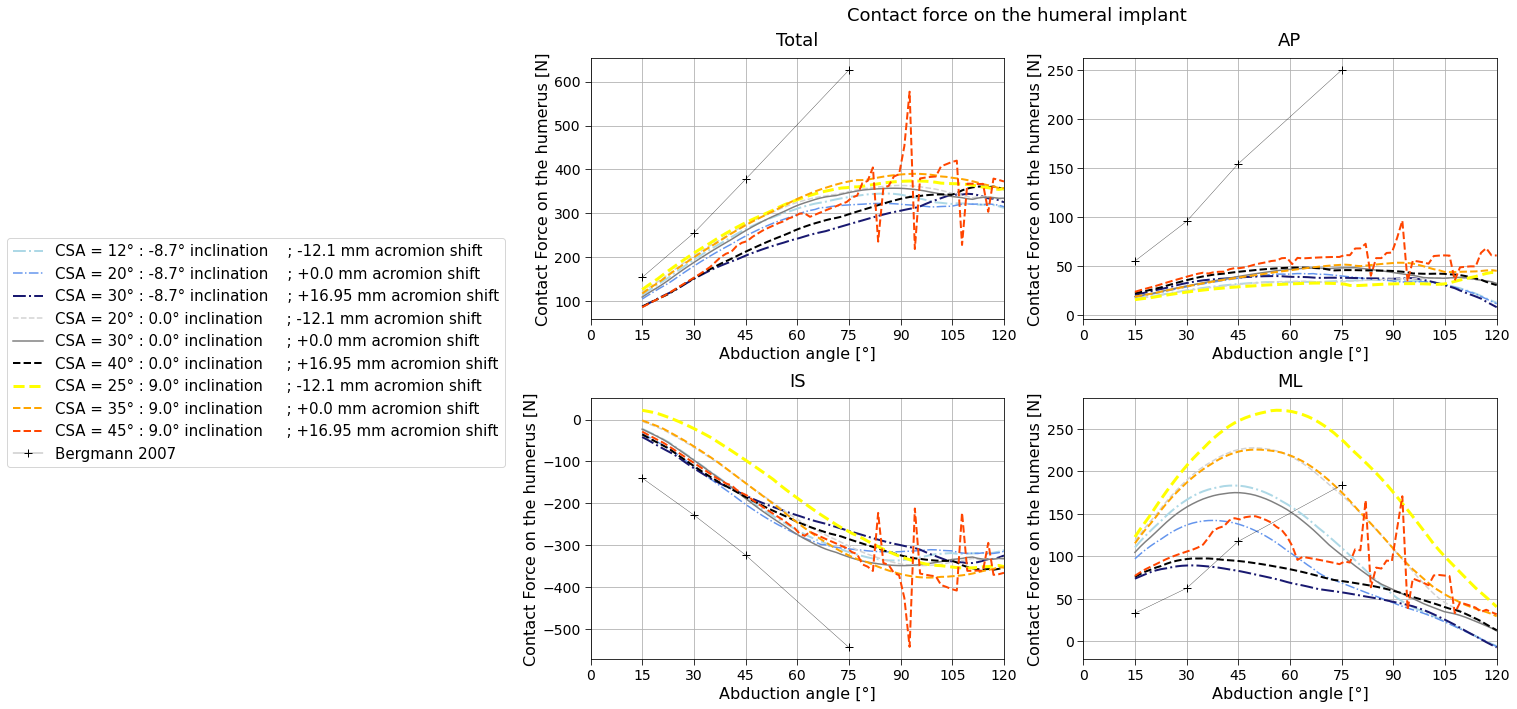 Contact force on the humeral implant
Total
Contact Force on the humerus [N]
600
500
400
300
200
100
0 15 30 45 60 75 90 105 120
Abduction angle [°]
AP
Contact Force on the humerus [N]
250
200
150
100
50
0
0 15 30 45 60 75 90 105 120
Abduction angle [°]
CSA = 12° : -8.7° inclination ; -12.1 mm acromion shift
CSA = 20° : -8.7° inclination ; +0.0 mm acromion shift
CSA = 30° : -8.7° inclination ; +16.95 mm acromion shift
CSA = 20° : 0.0° inclination ; -12.1 mm acromion shift
CSA = 30° : 0.0° inclination ; +0.0 mm acromion shift
CSA = 40° : 0.0° inclination ; +16.95 mm acromion shift
CSA = 25° : 9.0° inclination ; -12.1 mm acromion shift
CSA = 35° : 9.0° inclination ; +0.0 mm acromion shift
CSA = 45° : 9.0° inclination ; +16.95 mm acromion shift
Bergmann 2007
IS
Contact Force on the humerus [N]
0
−100
−200
−300
−400
−500
0 15 30 45 60 75 90 105 120
Abduction angle [°]
ML
Contact Force on the humerus [N]
250
200
150
100
50
0
0 15 30 45 60 75 90 105 120
Abduction angle [°]